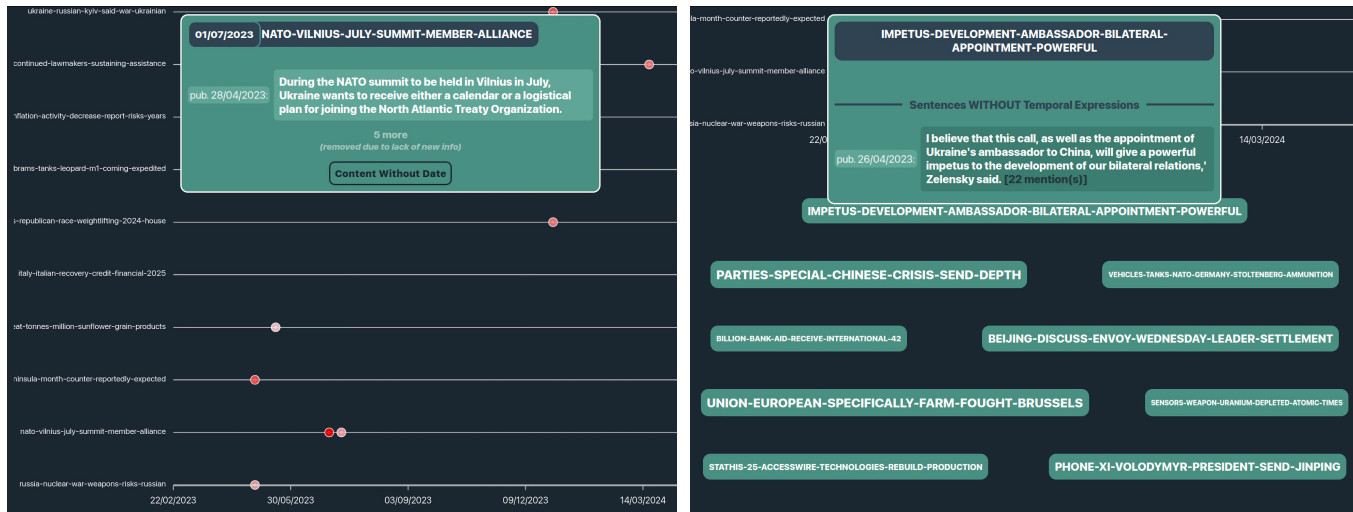 ukraine-russian-kyiv-said-war-ukrainian
01/07/2023 NATO-VILNIUS-JULY-SUMMIT-MEMBER-ALLIANCE
continued-lawmakers-sustaining-assistance
During the NATO summit to be held in Vilnius in July,
pub. 28/04/2023: Ukraine wants to receive either a calendar or a logistical
plan for joining the North Atlantic Treaty Organization.
nflation-activity-decrease-report-risks-years
5 more
(removed due to lack of new info)
brams-tanks-leopard-m1-coming-expedited
Content Without Date
s-republican-race-weightlifting-2024-house
italy-italian-recovery-credit-financial-2025
eat-tonnes-million-sunflower-grain-products
ninsula-month-counter-reportedly-expected
nato-vilnius-july-summit-member-alliance
russia-nuclear-war-weapons-risks-russian
22/02/2023 30/05/2023 03/09/2023 09/12/2023 14/03/2024
la-month-counter-reportedly-expected
o-vilnius-july-summit-member-alliance
sia-nuclear-war-weapons-risks-russian
22/0
14/03/2024
IMPETUS-DEVELOPMENT-AMBASSADOR-BILATERAL-
APPOINTMENT-POWERFUL
Sentences WITHOUT Temporal Expressions
I believe that this call, as well as the appointment of
Ukraine's ambassador to China, will give a powerful
pub. 26/04/2023: impetus to the development of our bilateral relations,'
Zelensky said. [22 mention(s)]
IMPETUS-DEVELOPMENT-AMBASSADOR-BILATERAL-APPOINTMENT-POWERFUL
PARTIES-SPECIAL-CHINESE-CRISIS-SEND-DEPTH
VEHICLES-TANKS-NATO-GERMANY-STOLTENBERG-AMMUNITION
BILLION-BANK-AID-RECEIVE-INTERNATIONAL-42
BEIJING-DISCUSS-ENVOY-WEDNESDAY-LEADER-SETTLEMENT
UNION-EUROPEAN-SPECIFICALLY-FARM-FOUGHT-BRUSSELS
SENSORS-WEAPON-URANIUM-DEPLETED-ATOMIC-TIMES
STATHIS-25-ACCESSWIRE-TECHNOLOGIES-REBUILD-PRODUCTION
PHONE-XI-VOLODYMYR-PRESIDENT-SEND-JINPING